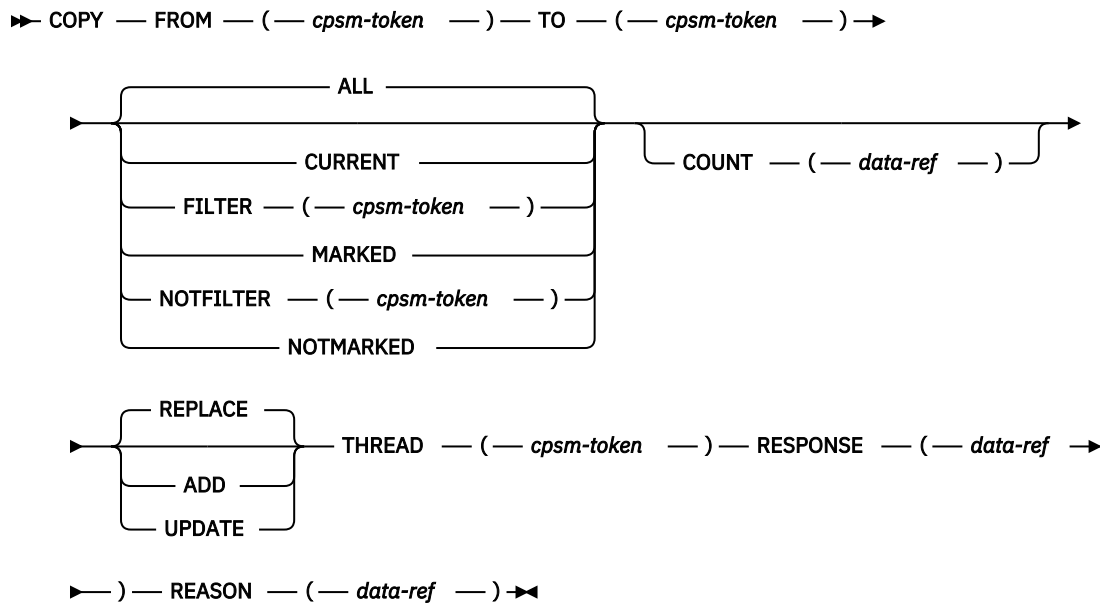 COPY FROM ( cpsm-token ) TO ( cpsm-token )
ALL
CURRENT
COUNT ( data-ref )
FILTER ( cpsm-token )
MARKED
NOTFILTER ( cpsm-token )
NOTMARKED
REPLACE
THREAD ( cpsm-token ) RESPONSE ( data-ref
ADD
UPDATE
) REASON ( data-ref )